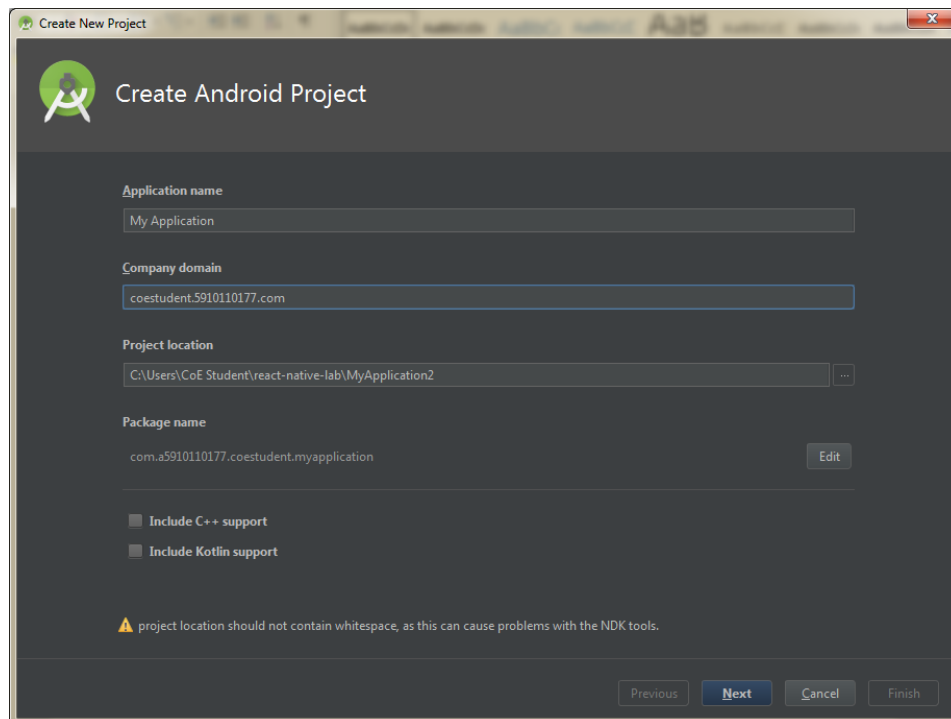 Create New Project
Create Android Project
Application name
My Application
Company domain
coestudent.5910110177.com
Project location
C:\Users\CoE Student\react-native-lab\MyApplication2
...
Package name
com.a5910110177.coestudent.myapplication
Edit
Include C++ support
Include Kotlin support
project location should not contain whitespace, as this can cause problems with the NDK tools.
Previous Next Cancel Finish